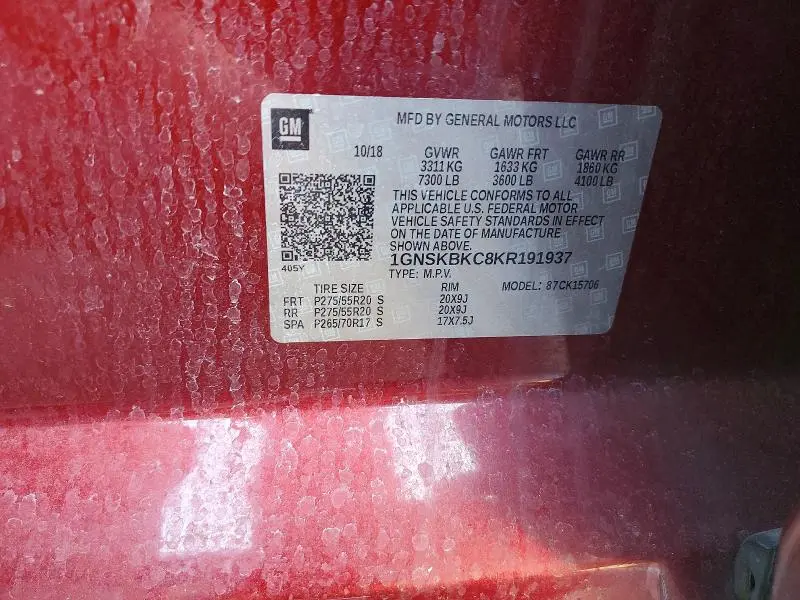 GM
MFD BY GENERAL MOTORS LLC
10/18 GVWR GAWR FRT GAWR RR
3311 KG 1633 KG 1860 KG
7300 LB 3600 LB 4100 LB
THIS VEHICLE CONFORMS TO ALL
APPLICABLE U.S. FEDERAL MOTOR
VEHICLE SAFETY STANDARDS IN EFFECT
ON THE DATE OF MANUFACTURE
SHOWN ABOVE.
405Y
1GNSKBKC8KR191937
TYPE: M.P.V.
TIRE SIZE RIM MODEL: 87CK15706
FRT P275/55R20 S 20X9J
RR P275/55R20 S 20X9J
SPA P265/70R17 S 17X7.5J